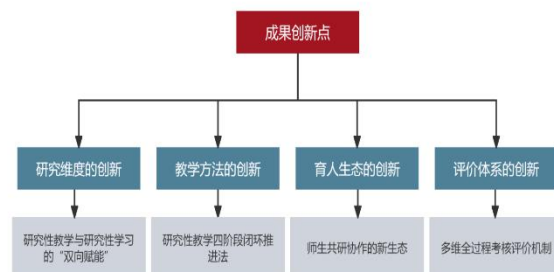 成果创新点
研究维度的创新
教学方法的创新
育人生态的创新
评价体系的创新
研究性教学与研究性学习
的“双向赋能”
研究性教学四阶段闭环推
进法
师生共研协作的新生态
多维全过程考核评价机制